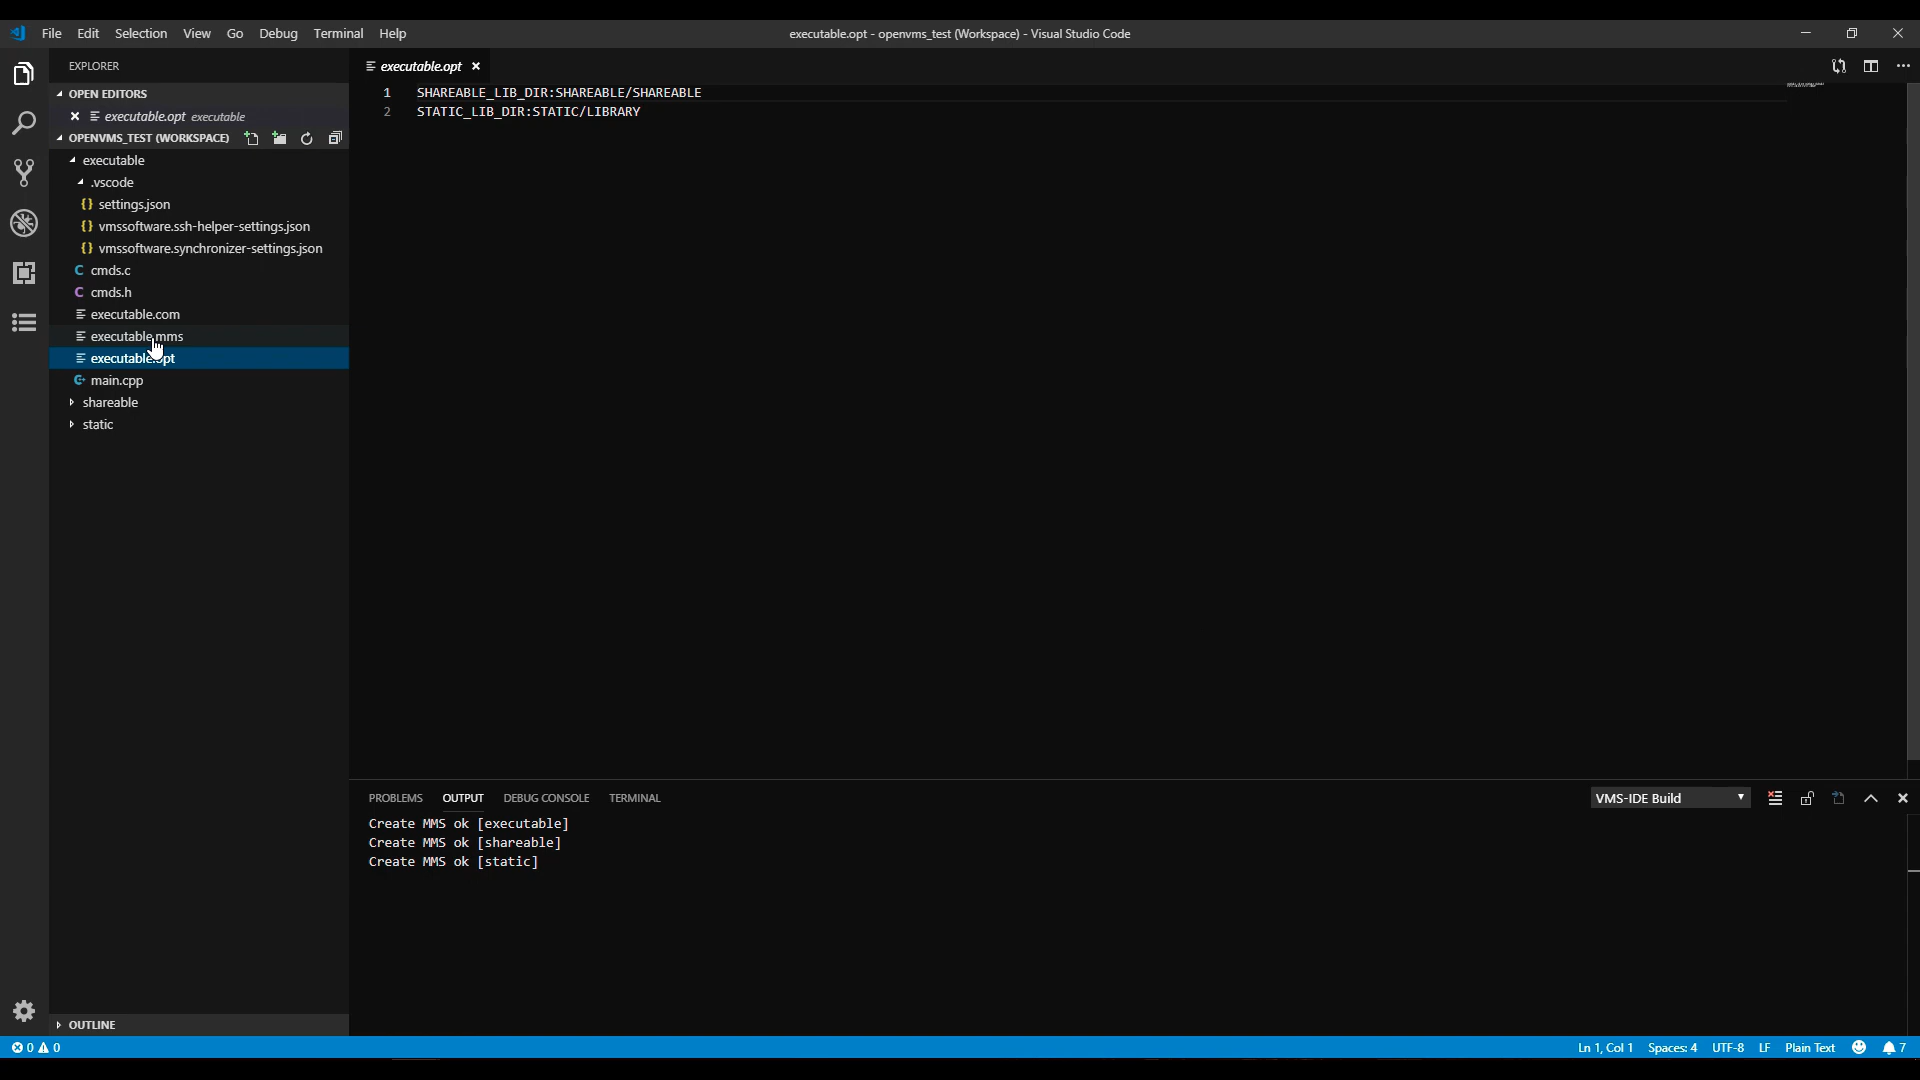 File Edit Selection View Go Debug Terminal Help
executable.opt - openvms_test (Workspace) - Visual Studio Code
EXPLORER
OPEN EDITORS
executable.opt executable
OPENVMS_TEST (WORKSPACE)
executable
.vscode
settings.json
vmssoftware.ssh-helper-settings.json
vmssoftware.synchronizer-settings.json
C cmds.c
C cmds.h
executable.com
executable.mms
executable.opt
main.cpp
shareable
static
OUTLINE
executable.opt
1 SHAREABLE_LIB_DIR:SHAREABLE/SHAREABLE
2 STATIC_LIB_DIR:STATIC/LIBRARY
PROBLEMS OUTPUT DEBUG CONSOLE TERMINAL
VMS-IDE Build
Create MMS ok [executable]
Create MMS ok [shareable]
Create MMS ok [static]
0 0
Ln 1, Col 1 Spaces: 4 UTF-8 LF Plain Text 7